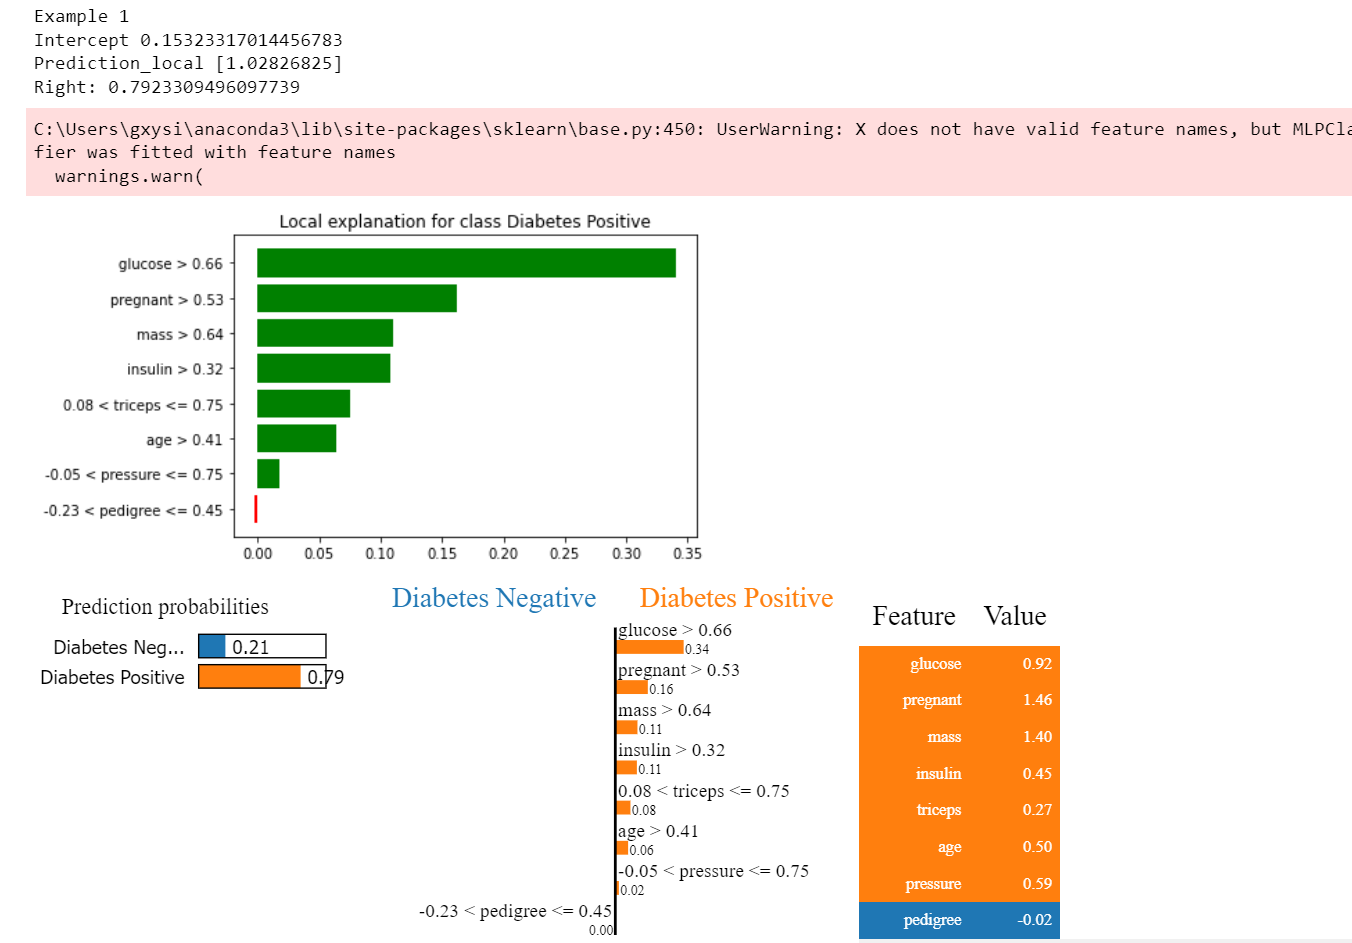 Example 1
Intercept 0.15323317014456783
Prediction_local [1.02826825]
Right: 0.7923309496097739
C:\Users\gxysi\anaconda3\lib\site-packages\sklearn\base.py:450: UserWarning: X does not have valid feature names, but MLPCla
fier was fitted with feature names
warnings.warn(
Local explanation for class Diabetes Positive
glucose > 0.66
pregnant > 0.53
mass > 0.64
insulin > 0.32
0.08 < triceps <= 0.75
age > 0.41
-0.05 < pressure <= 0.75
-0.23 < pedigree <= 0.45
0.00 0.05 0.10 0.15 0.20 0.25 0.30 0.35
Prediction probabilities
Diabetes Neg... 0.21
Diabetes Positive 0.79
Diabetes Negative Diabetes Positive
glucose > 0.66
0.34
pregnant > 0.53
0.16
mass > 0.64
0.11
insulin > 0.32
0.11
0.08 < triceps <= 0.75
0.08
age > 0.41
0.06
-0.05 < pressure <= 0.75
0.02
-0.23 < pedigree <= 0.45
0.00
Feature Value
glucose 0.92
pregnant 1.46
mass 1.40
insulin 0.45
triceps 0.27
age 0.50
pressure 0.59
pedigree -0.02